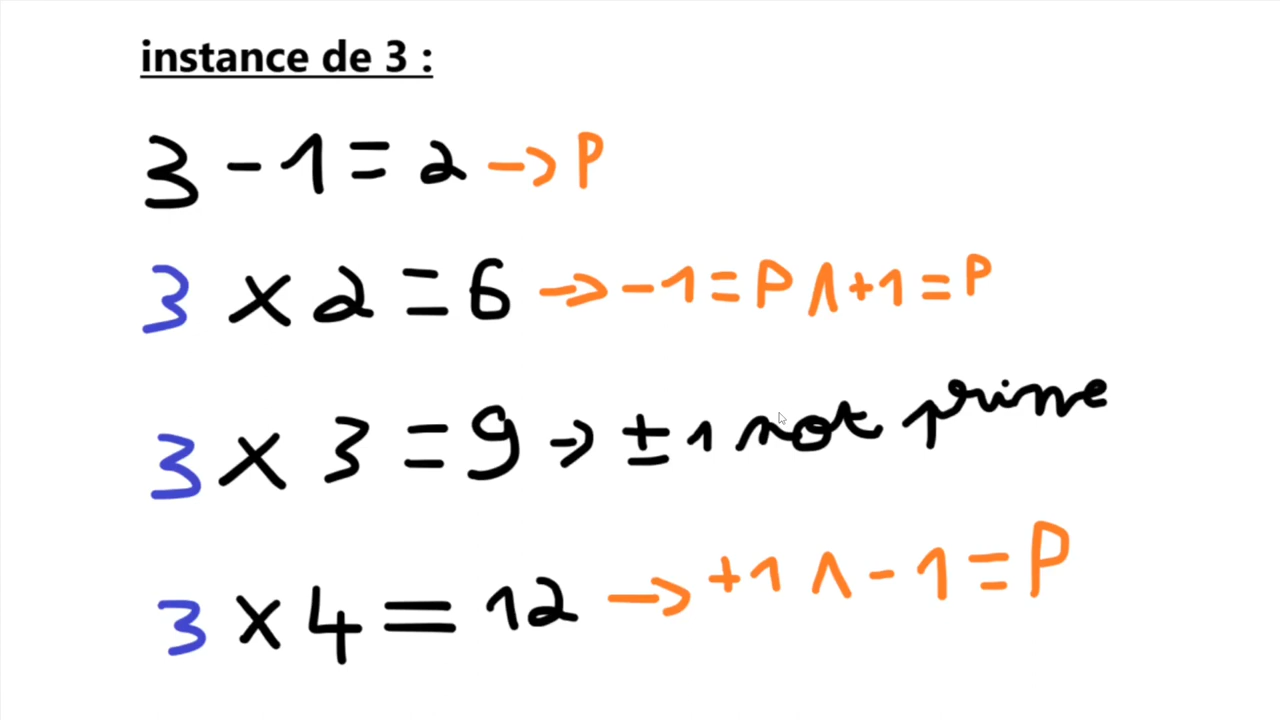 instance de 3 :
3 - 1 = 2 → P
3 × 2 = 6 → - 1 = P ∧ + 1 = P
3 × 3 = 9 → ± 1 not prime
3 × 4 = 12 → + 1 ∧ - 1 = P